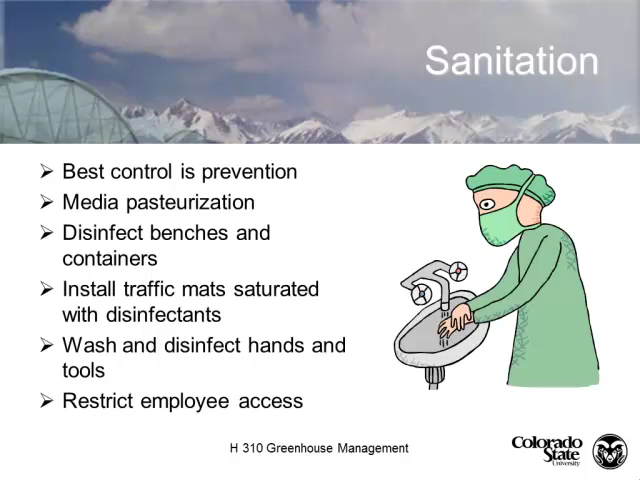 Sanitation
➢ Best control is prevention
➢ Media pasteurization
➢ Disinfect benches and
containers
➢ Install traffic mats saturated
with disinfectants
➢ Wash and disinfect hands and
tools
➢ Restrict employee access
H 310 Greenhouse Management
Colorado
State
University